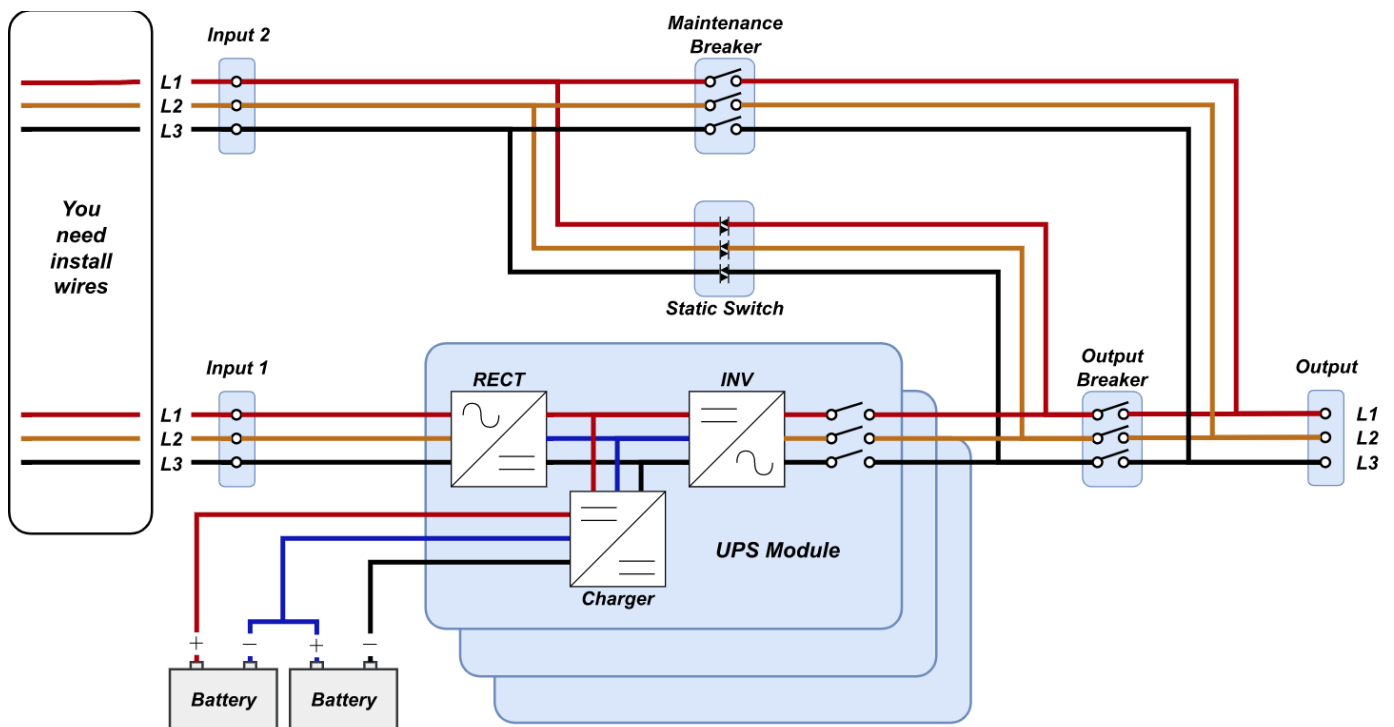 Input 2
Maintenance
Breaker
L1
L2
L3
You
need
install
wires
Static Switch
Input 1
RECT
INV
Output
Breaker
Output
L1
L2
L3
L1
L2
L3
UPS Module
Charger
+
–
+
–
Battery
Battery